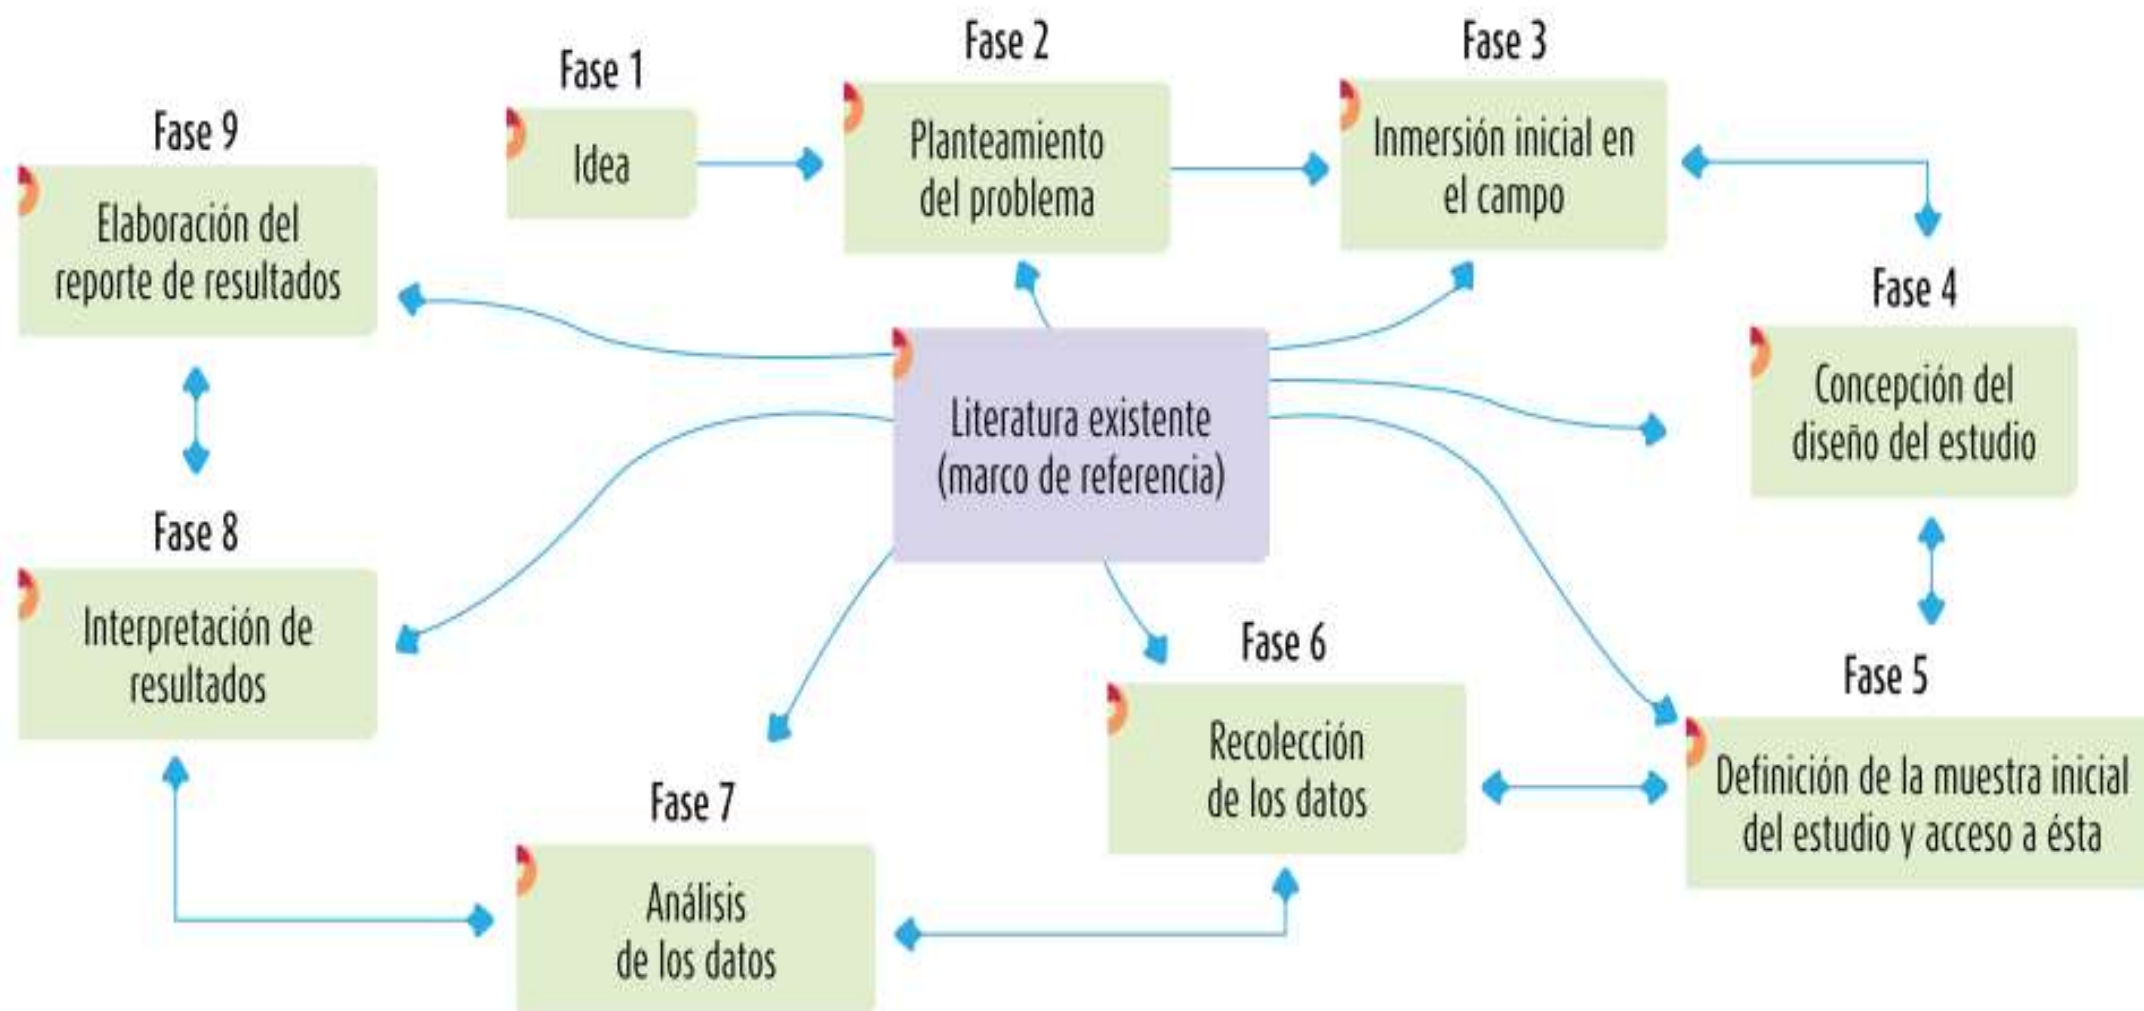 Fase 1
Idea
Fase 2
Planteamiento
del problema
Fase 3
Inmersión inicial en
el campo
Fase 4
Concepción del
diseño del estudio
Fase 5
Definición de la muestra inicial
del estudio y acceso a ésta
Fase 6
Recolección
de los datos
Fase 7
Análisis
de los datos
Fase 8
Interpretación de
resultados
Fase 9
Elaboración del
reporte de resultados
Literatura existente
(marco de referencia)